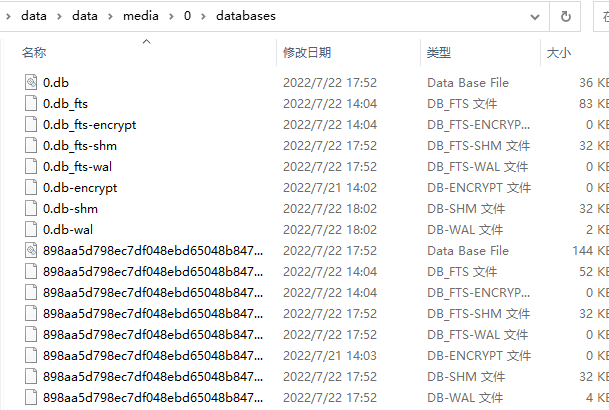 data > data > media > 0 > databases 在
名称 修改日期 类型 大小
0.db 2022/7/22 17:52 Data Base File 36 KB
0.db_fts 2022/7/22 14:04 DB_FTS 文件 83 KB
0.db_fts-encrypt 2022/7/22 14:04 DB_FTS-ENCRYP... 0 KB
0.db_fts-shm 2022/7/22 17:52 DB_FTS-SHM 文件 32 KB
0.db_fts-wal 2022/7/22 17:52 DB_FTS-WAL 文件 0 KB
0.db-encrypt 2022/7/21 14:02 DB-ENCRYPT 文件 0 KB
0.db-shm 2022/7/22 18:02 DB-SHM 文件 32 KB
0.db-wal 2022/7/22 18:02 DB-WAL 文件 2 KB
898aa5d798ec7df048ebd65048b847... 2022/7/22 17:52 Data Base File 144 KB
898aa5d798ec7df048ebd65048b847... 2022/7/22 14:04 DB_FTS 文件 52 KB
898aa5d798ec7df048ebd65048b847... 2022/7/22 14:04 DB_FTS-ENCRYP... 0 KB
898aa5d798ec7df048ebd65048b847... 2022/7/22 17:52 DB_FTS-SHM 文件 32 KB
898aa5d798ec7df048ebd65048b847... 2022/7/22 17:52 DB_FTS-WAL 文件 0 KB
898aa5d798ec7df048ebd65048b847... 2022/7/21 14:03 DB-ENCRYPT 文件 0 KB
898aa5d798ec7df048ebd65048b847... 2022/7/22 17:52 DB-SHM 文件 32 KB
898aa5d798ec7df048ebd65048b847... 2022/7/22 17:52 DB-WAL 文件 4 KB